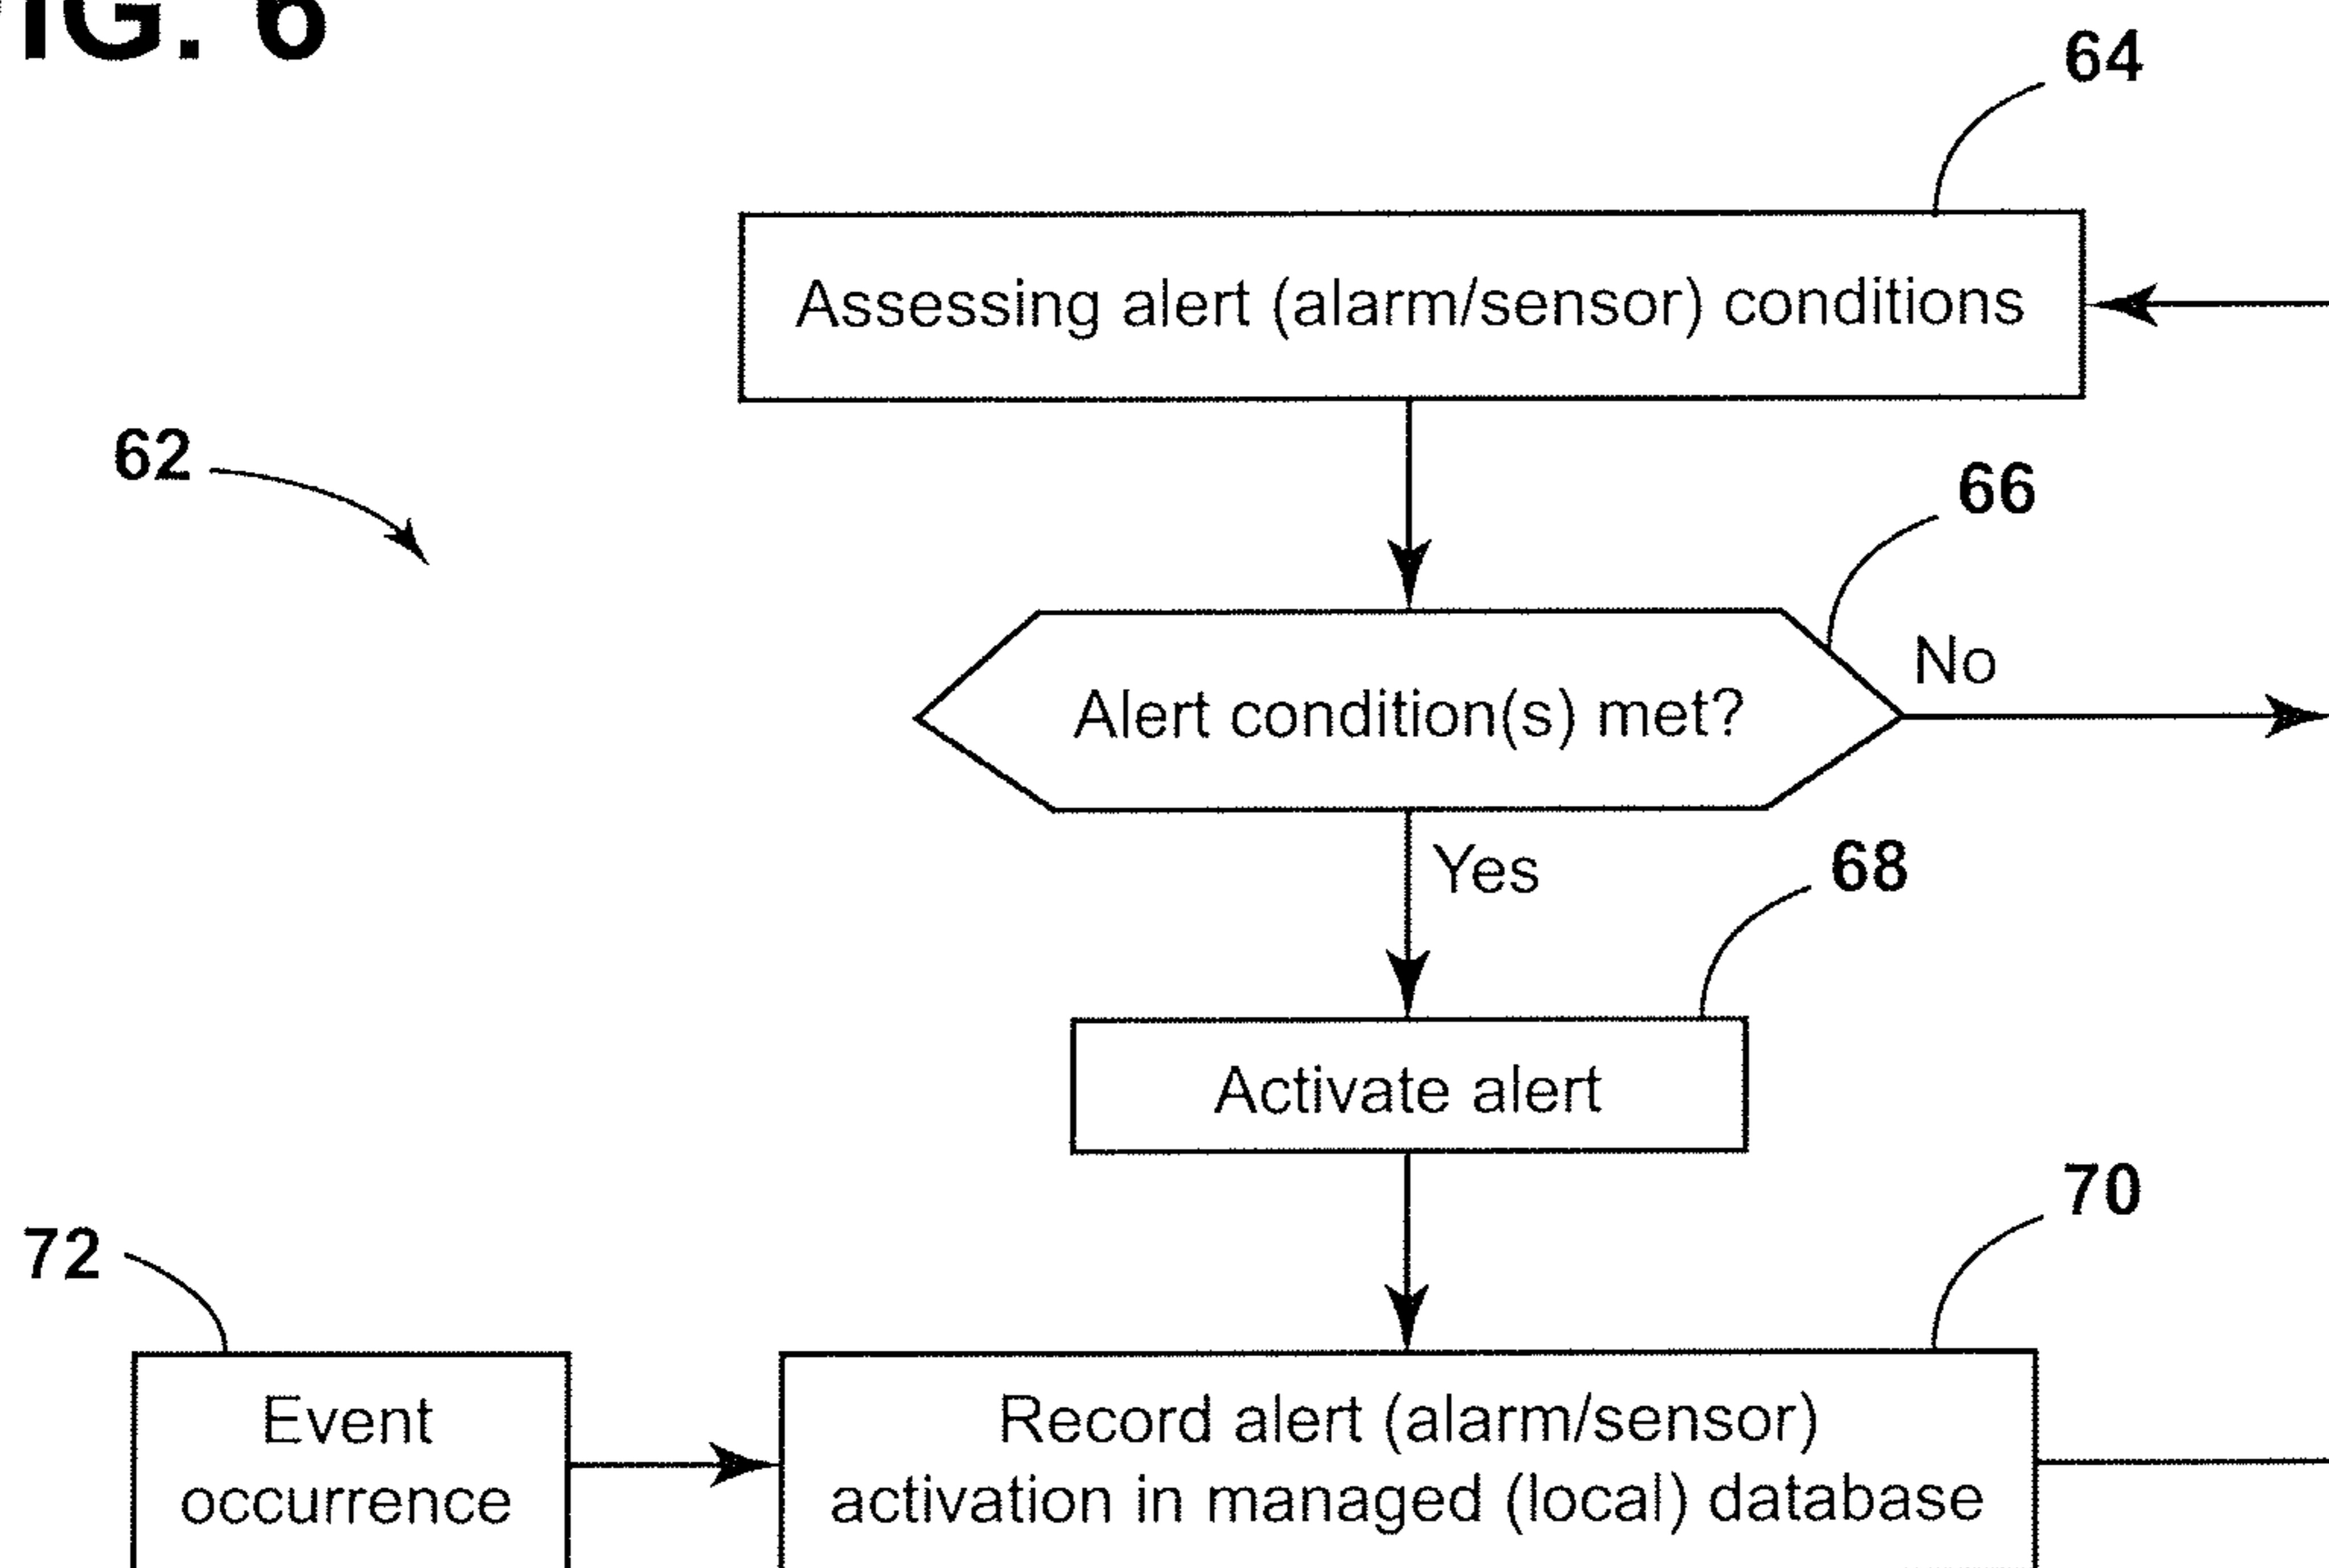 FIG. 6
64
Assessing alert (alarm/sensor) conditions
62
66
No
Alert condition(s) met?
Yes
68
Activate alert
70
72
Event
occurrence
Record alert (alarm/sensor)
activation in managed (local) database